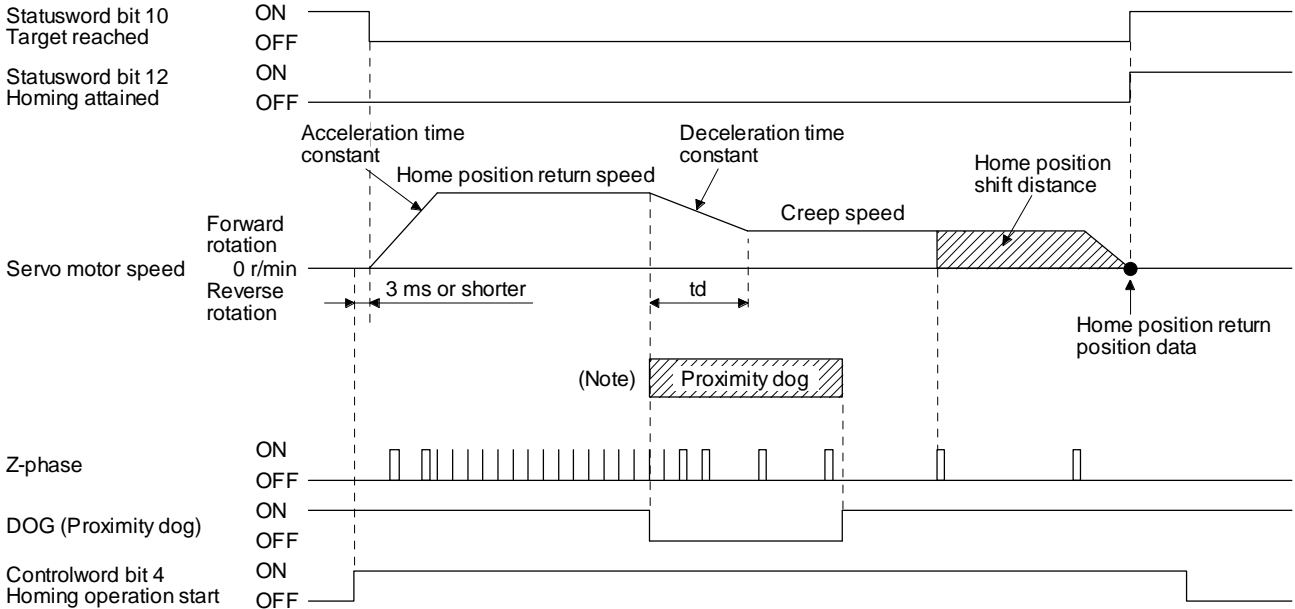 Statusword bit 10
Target reached
ON
OFF
Statusword bit 12
Homing attained
ON
OFF
Acceleration time
constant
Deceleration time
constant
Home position return speed
Home position
shift distance
Creep speed
Forward
rotation
Servo motor speed
0 r/min
Reverse
rotation
3 ms or shorter
td
Home position return
position data
(Note)
Proximity dog
Z-phase
ON
OFF
DOG (Proximity dog)
ON
OFF
Controlword bit 4
Homing operation start
ON
OFF